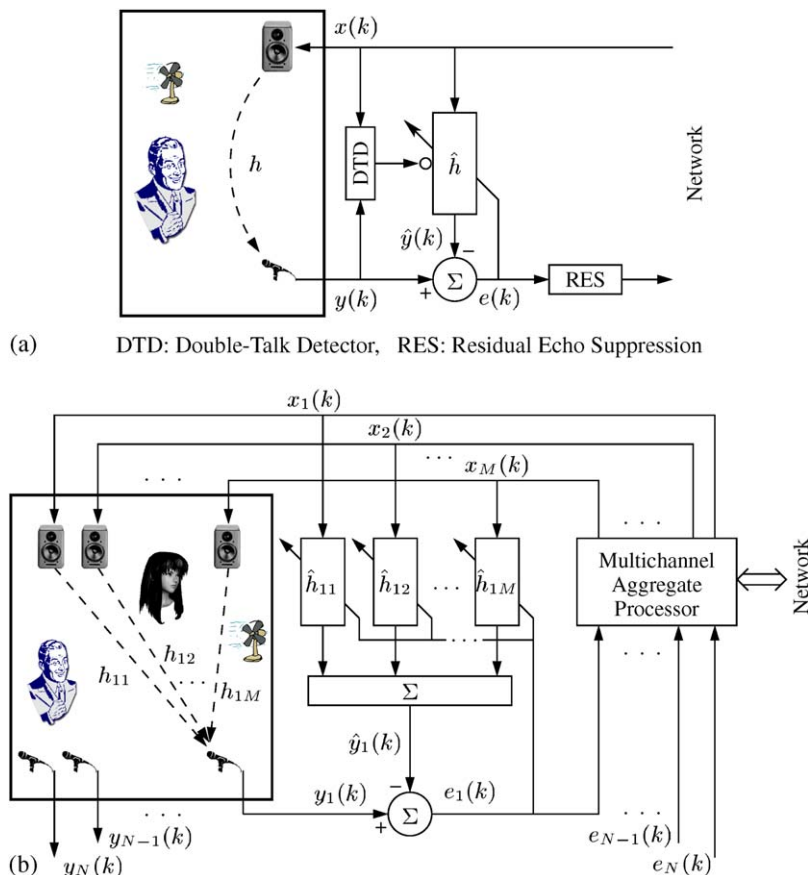 x(k)
h
DTD
ĥ
Network
ŷ(k)
−
y(k)
+
Σ
e(k)
RES
(a)
DTD: Double-Talk Detector, RES: Residual Echo Suppression
x₁(k)
x₂(k)
· · ·
x_M(k)
· · ·
· · ·
ĥ₁₁
ĥ₁₂
· · ·
ĥ₁M
Multichannel
Aggregate
Processor
Network
h₁₁
h₁₂
· · ·
h₁M
· · ·
· · ·
Σ
ŷ₁(k)
−
y₁(k)
+
Σ
e₁(k)
· · ·
· · ·
y_{N−1}(k)
e_{N−1}(k)
(b)
y_N(k)
e_N(k)